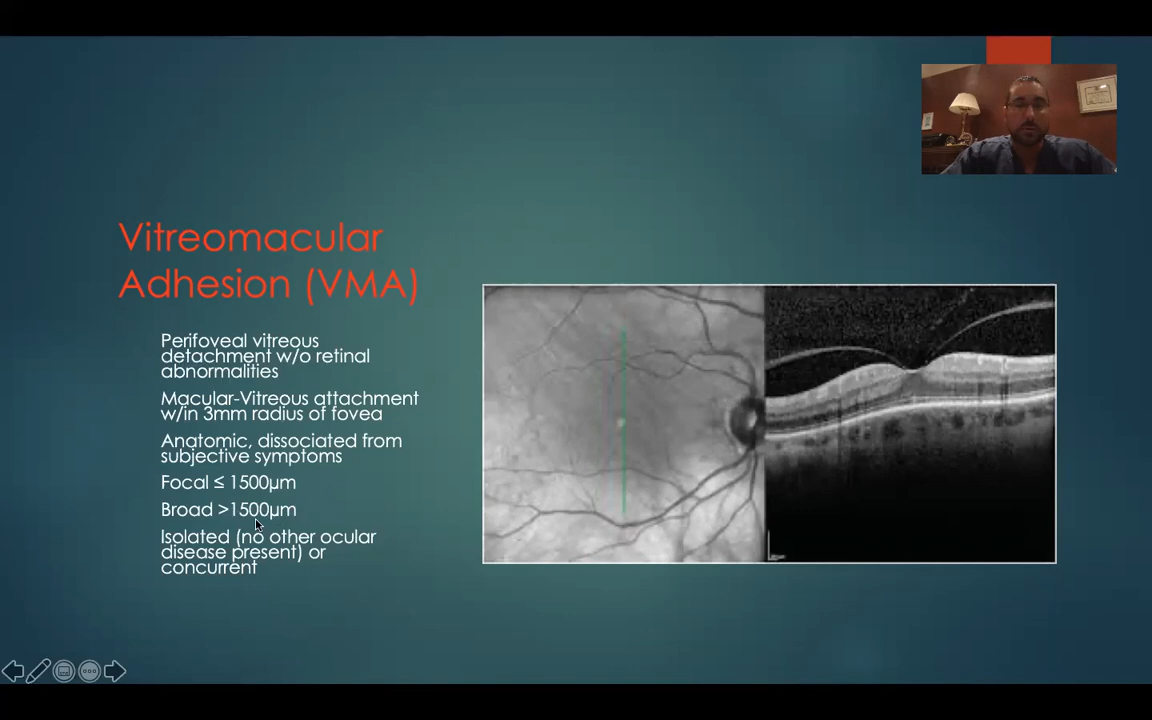 Vitreomacular
Adhesion (VMA)
Perifoveal vitreous
detachment w/o retinal
abnormalities
Macular-Vitreous attachment
w/in 3mm radius of fovea
Anatomic, dissociated from
subjective symptoms
Focal ≤ 1500µm
Broad >1500µm
Isolated (no other ocular
disease present) or
concurrent